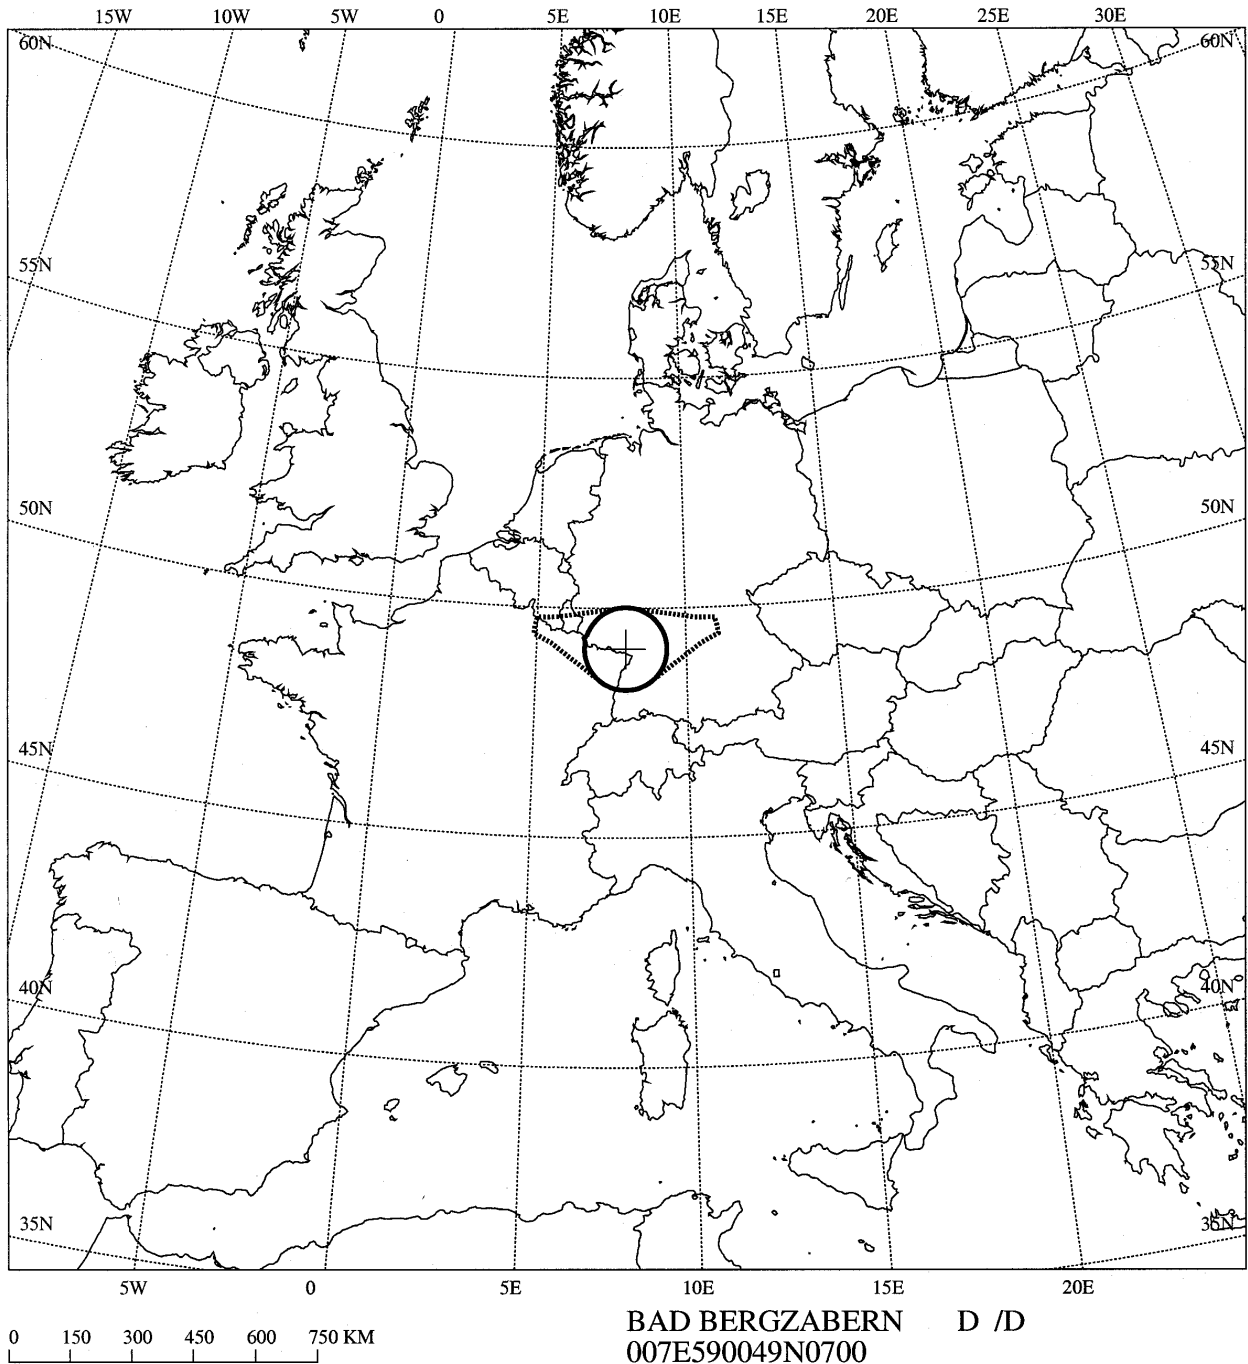 15W 10W 5W 0 5E 10E 15E 20E 25E 30E
60N 60N
55N 55N
50N 50N
45N 45N
40N 40N
35N 35N
5W 0 5E 10E 15E 20E
BAD BERGZABERN D /D
0 150 300 450 600 750 KM
007E590049N0700